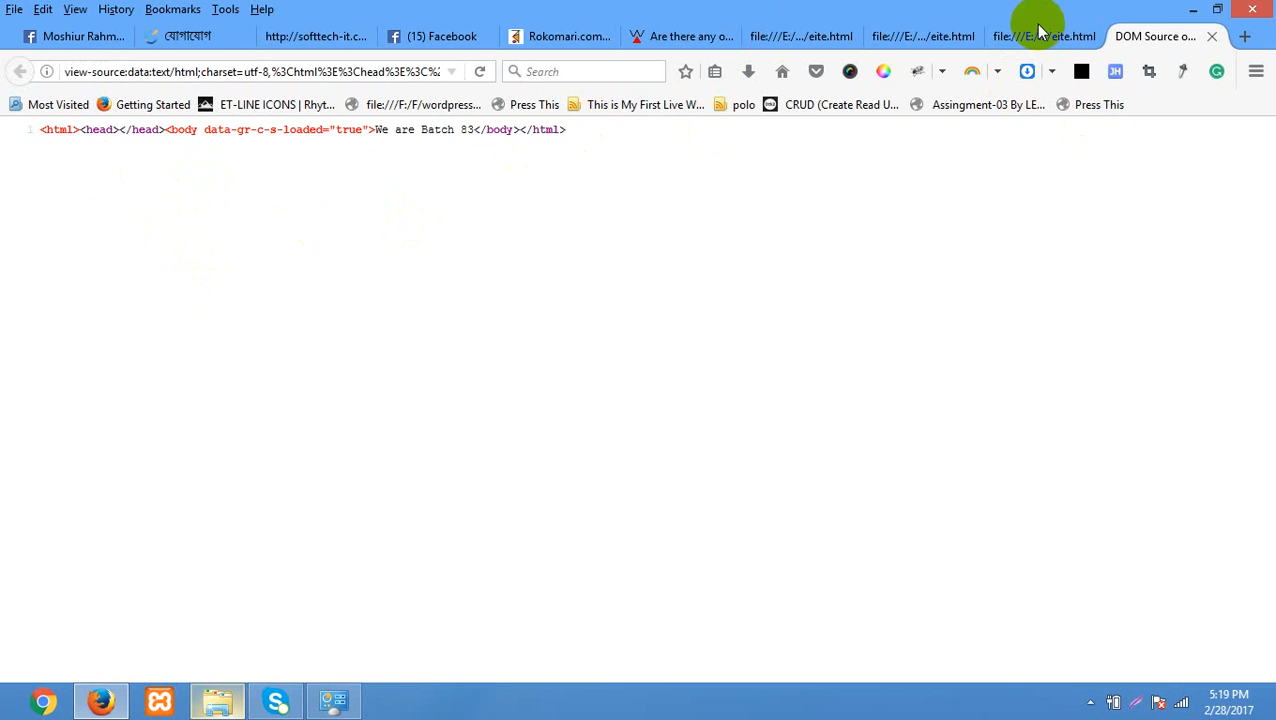 File Edit View History Bookmarks Tools Help
Moshiur Rahm... যোগাযোগ http://softtech-it.c... (15) Facebook Rokomari.com... Are there any o... file:///E:/.../eite.html file:///E:/.../eite.html file:///E:/.../eite.html DOM Source o...
view-source:data:text/html;charset=utf-8,%3Chtml%3E%3Chead%3E%3C% Search
Most Visited Getting Started ET-LINE ICONS | Rhyt... file:///F:/F/wordpress... Press This This is My First Live W... polo CRUD (Create Read U... Assingment-03 By LE... Press This
1 <html><head></head><body data-gr-c-s-loaded="true">We are Batch 83</body></html>
5:19 PM
2/28/2017